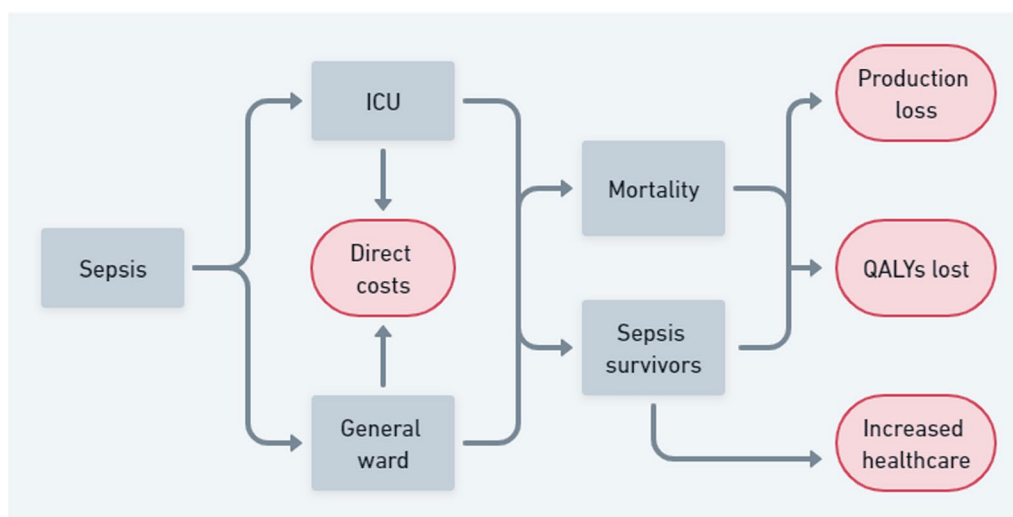 Sepsis
ICU
Direct
costs
General
ward
Mortality
Sepsis
survivors
Production
loss
QALYs lost
Increased
healthcare